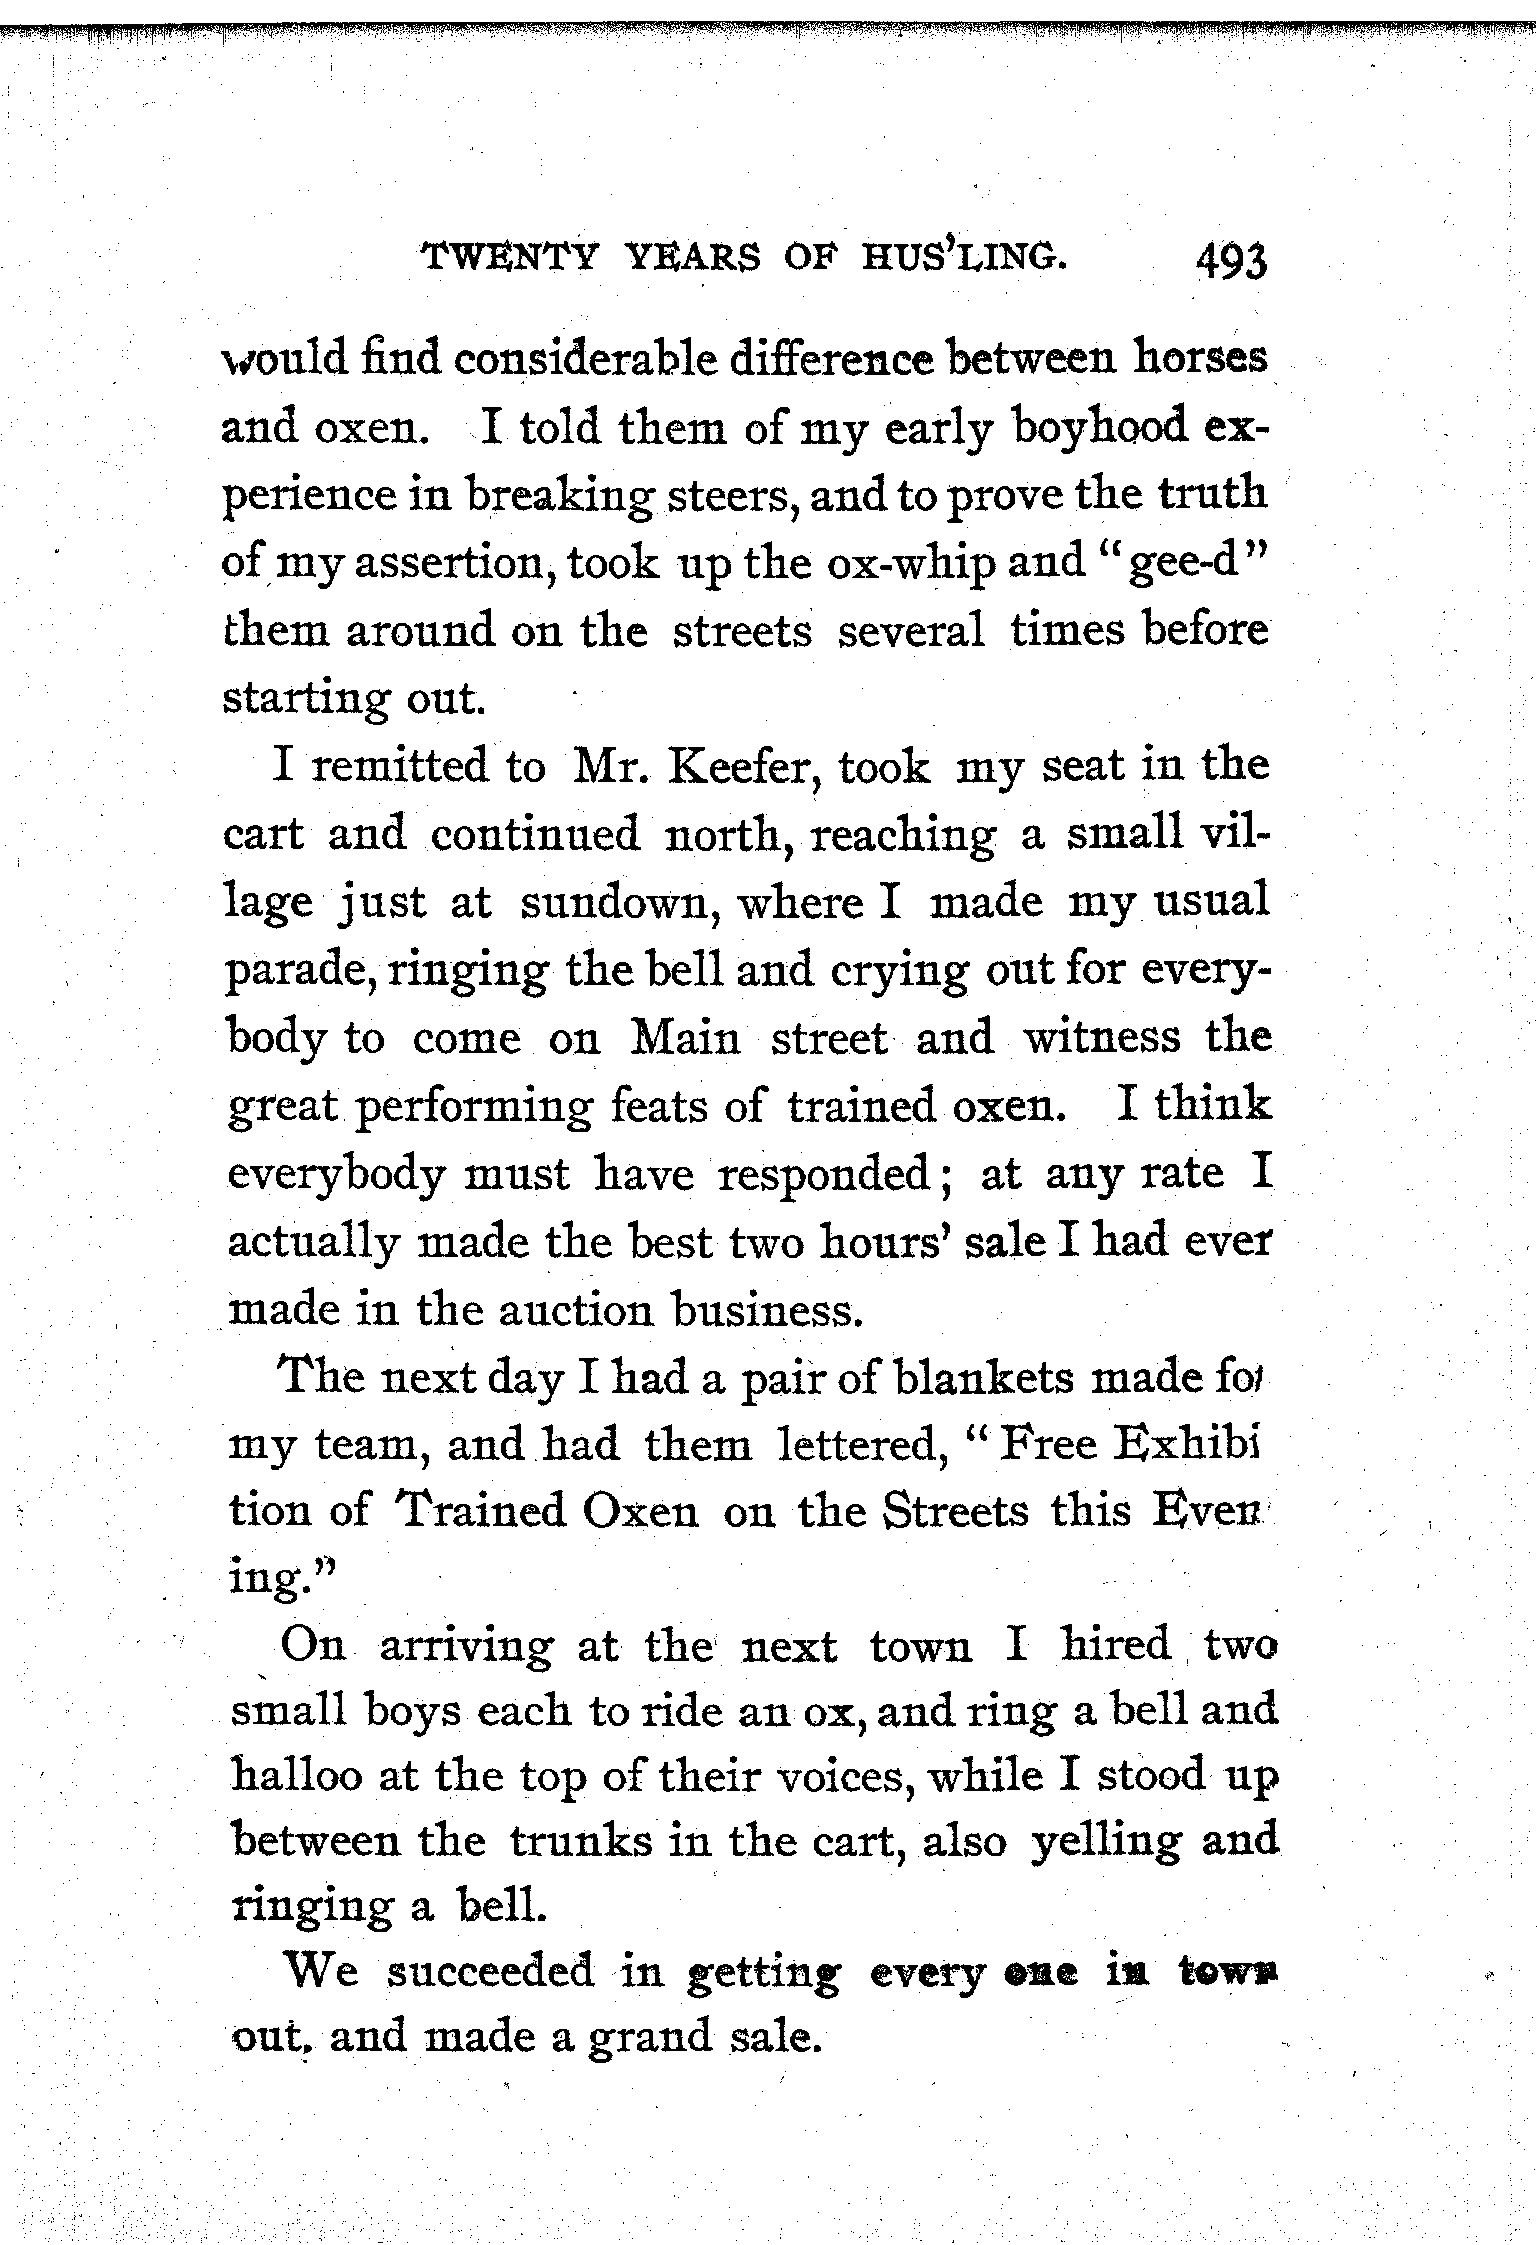 TWENTY YEARS OF HUS'LING. 493
would find considerable difference between horses
and oxen. I told them of my early boyhood ex-
perience in breaking steers, and to prove the truth
of my assertion, took up the ox-whip and "gee-d"
them around on the streets several times before
starting out.
I remitted to Mr. Keefer, took my seat in the
cart and continued north, reaching a small vil-
lage just at sundown, where I made my usual
parade, ringing the bell and crying out for every-
body to come on Main street and witness the
great performing feats of trained oxen. I think
everybody must have responded; at any rate I
actually made the best two hours' sale I had ever
made in the auction business.
The next day I had a pair of blankets made for
my team, and had them lettered, "Free Exhibi
tion of Trained Oxen on the Streets this Even
ing."
On arriving at the next town I hired two
small boys each to ride an ox, and ring a bell and
halloo at the top of their voices, while I stood up
between the trunks in the cart, also yelling and
ringing a bell.
We succeeded in getting every one in town
out, and made a grand sale.